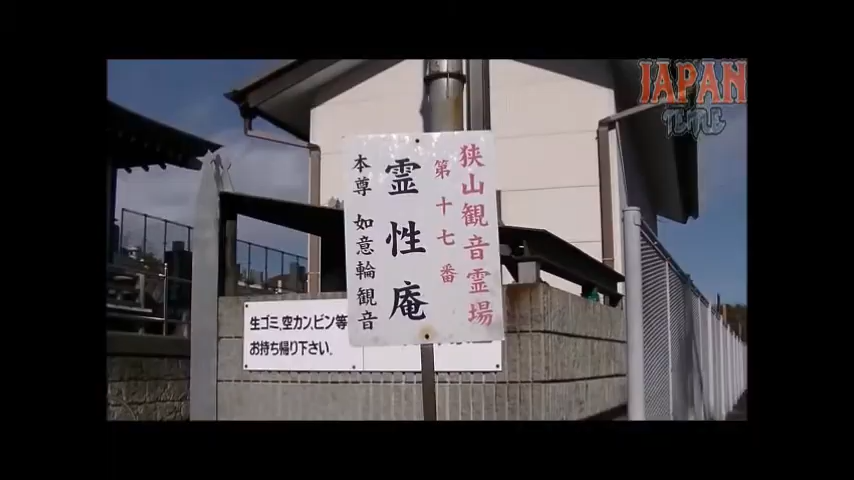 JAPAN
TEMPLE
狭山観音霊場
第十七番
霊性庵
本尊 如意輪観音
生ゴミ、空カン、ビン等
お持ち帰り下さい。